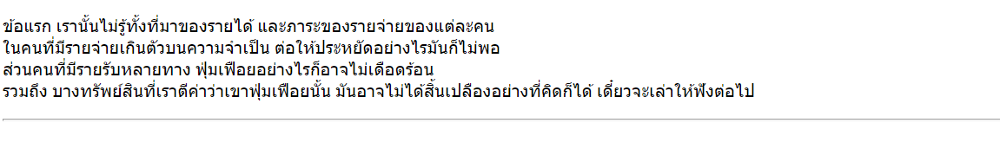 ข้อแรก เรานั้นไม่รู้ทั้งที่มาของรายได้ และภาระของรายจ่ายของแต่ละคน
ในคนที่มีรายจ่ายเกินตัวบนความจำเป็น ต่อให้ประหยัดอย่างไรมันก็ไม่พอ
ส่วนคนที่มีรายรับหลายทาง ฟุ่มเฟือยอย่างไรก็อาจไม่เดือดร้อน
รวมถึง บางทรัพย์สินที่เราตีค่าว่าเขาฟุ่มเฟือยนั้น มันอาจไม่ได้สิ้นเปลืองอย่างที่คิดก็ได้ เดี๋ยวจะเล่าให้ฟังต่อไป